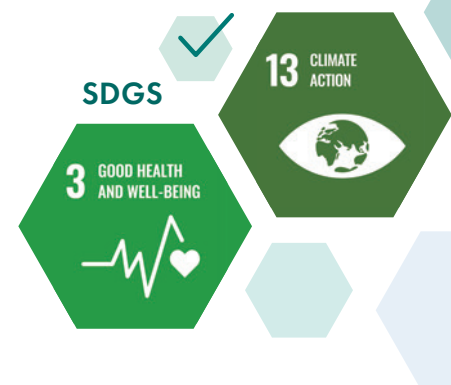 SDGS
13 CLIMATE
ACTION
3 GOOD HEALTH
AND WELL-BEING